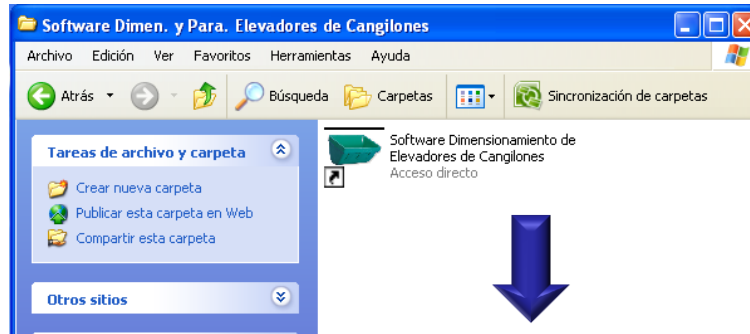 Software Dimen. y Para. Elevadores de Cangilones
Archivo Edición Ver Favoritos Herramientas Ayuda
Atrás Búsqueda Carpetas Sincronización de carpetas
Tareas de archivo y carpeta
Crear nueva carpeta
Publicar esta carpeta en Web
Compartir esta carpeta
Otros sitios
Software Dimensionamiento de
Elevadores de Cangilones
Acceso directo